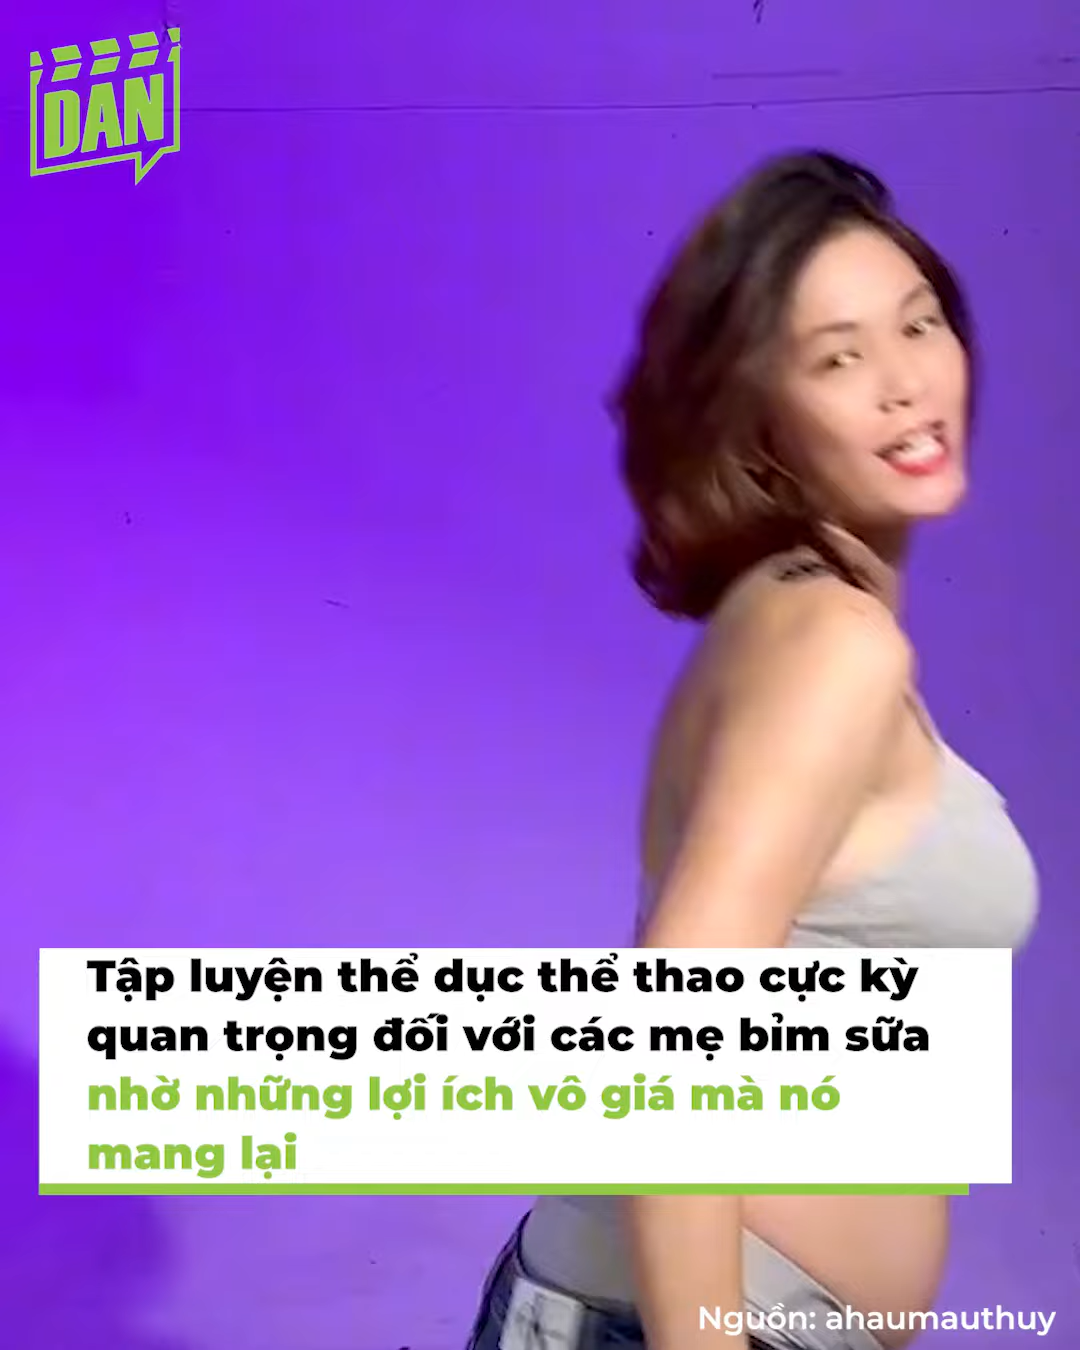 DAN
Tập luyện thể dục thể thao cực kỳ
quan trọng đối với các mẹ bỉm sữa
nhờ những lợi ích vô giá mà nó
mang lại
Nguồn: ahaumauthuy